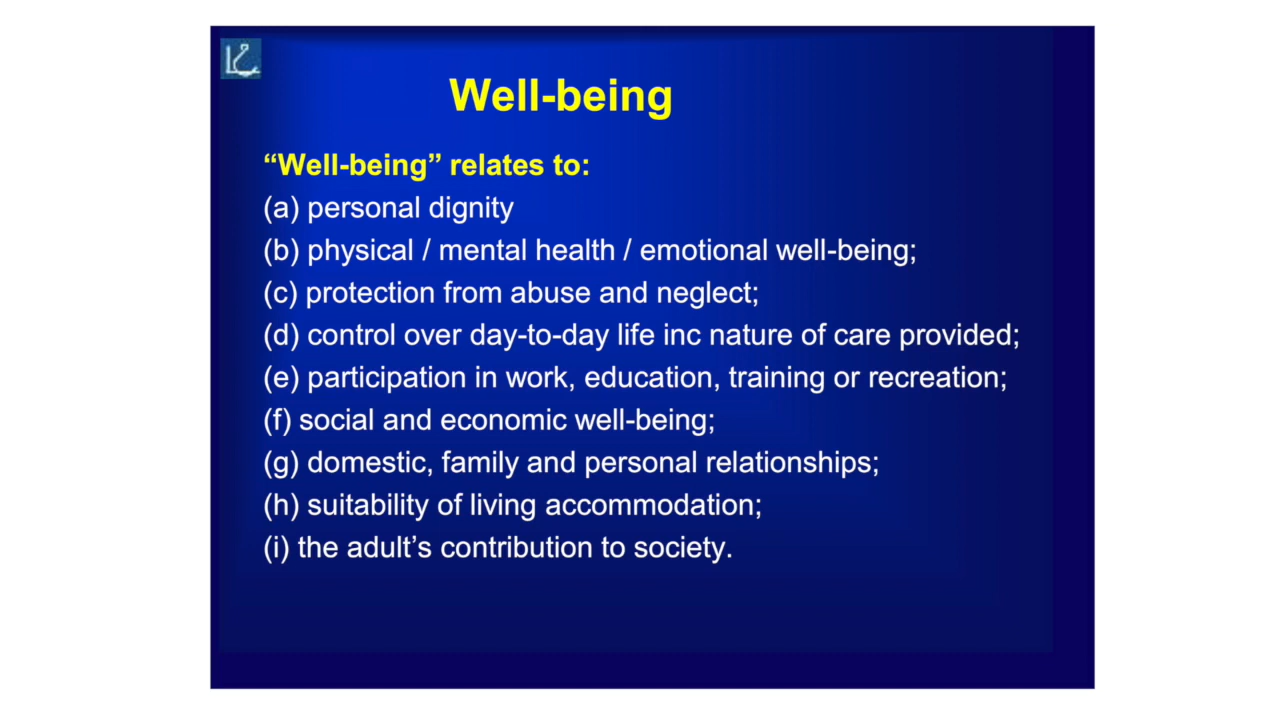 Well-being
“Well-being” relates to:
(a) personal dignity
(b) physical / mental health / emotional well-being;
(c) protection from abuse and neglect;
(d) control over day-to-day life inc nature of care provided;
(e) participation in work, education, training or recreation;
(f) social and economic well-being;
(g) domestic, family and personal relationships;
(h) suitability of living accommodation;
(i) the adult’s contribution to society.